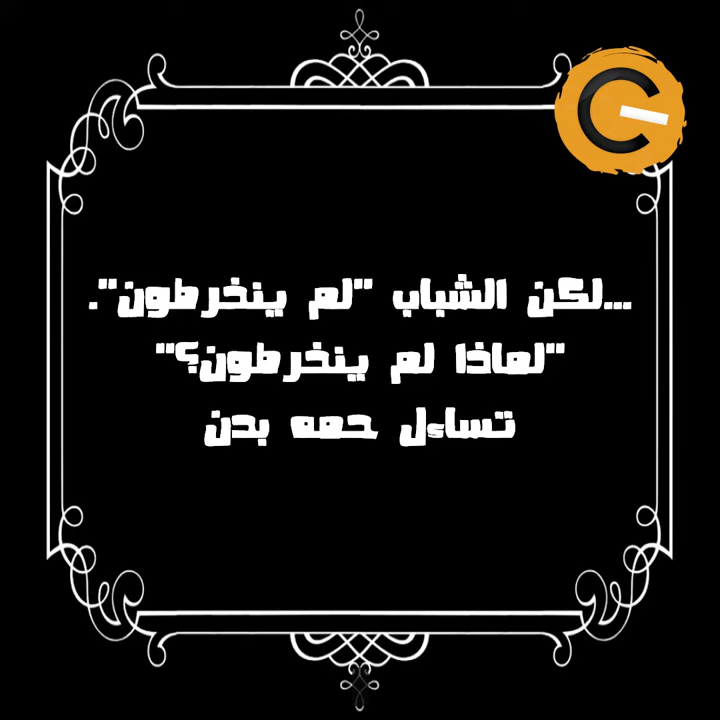 ...لكن الشباب "لم ينخرطون".
"لماذا لم ينخرطون؟"
تساءل حمه بدن